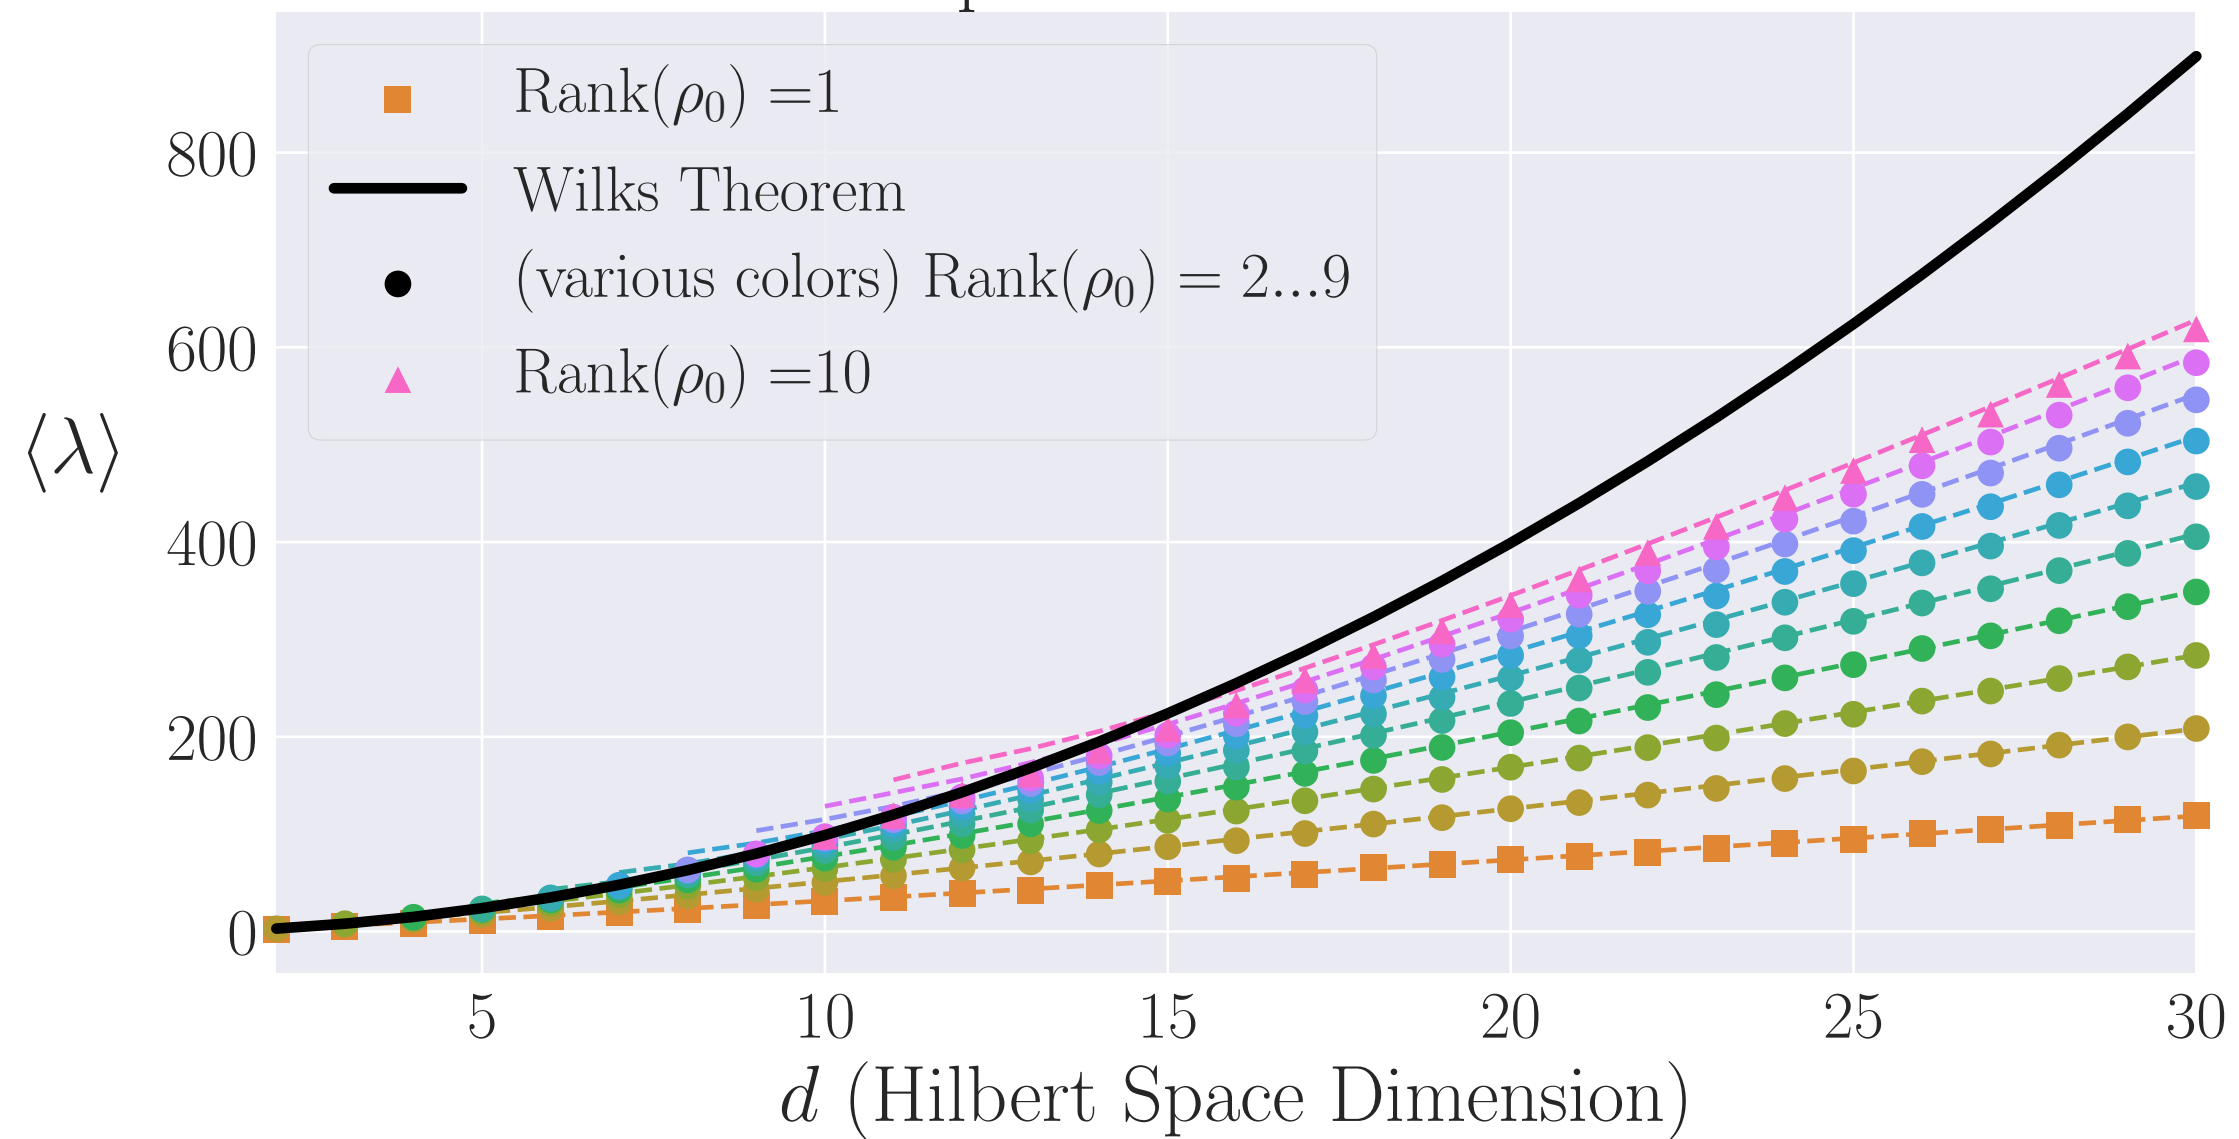 Rank(ρ₀) =1
Wilks Theorem
(various colors) Rank(ρ₀) = 2...9
Rank(ρ₀) =10
⟨λ⟩
800
600
400
200
0
5 10 15 20 25 30
d (Hilbert Space Dimension)